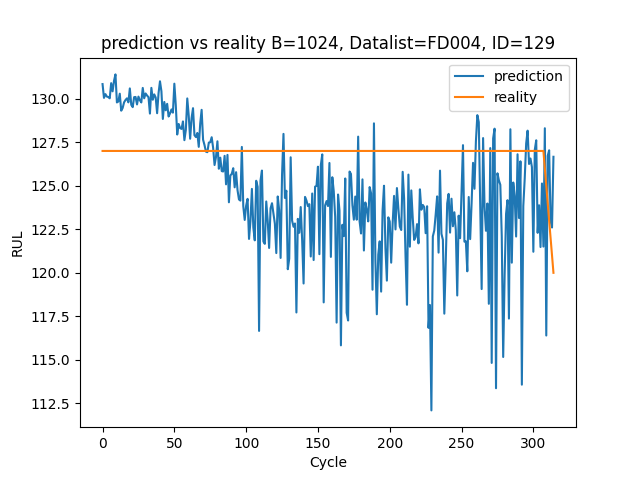 prediction vs reality B=1024, Datalist=FD004, ID=129
prediction
reality
130.0
127.5
125.0
122.5
120.0
117.5
115.0
112.5
RUL
0 50 100 150 200 250 300
Cycle